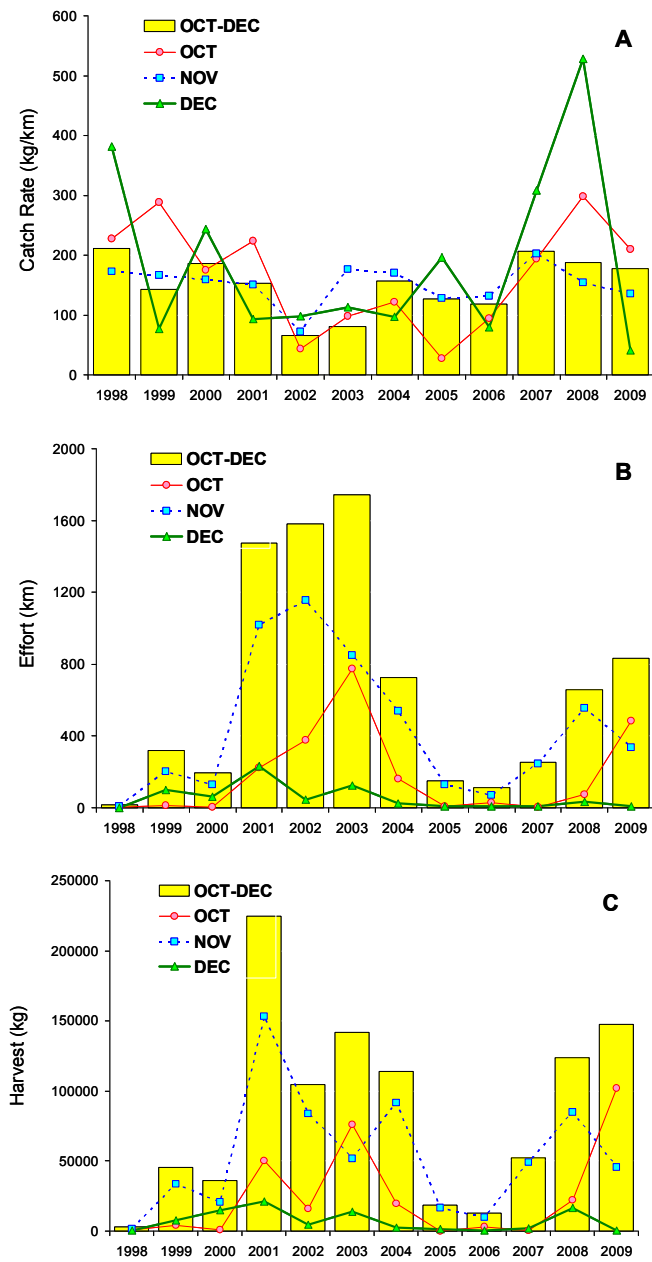 600
500
400
300
200
100
0
Catch Rate (kg/km)
OCT-DEC
OCT
NOV
DEC
A
1998 1999 2000 2001 2002 2003 2004 2005 2006 2007 2008 2009
2000
1600
1200
800
400
0
Effort (km)
OCT-DEC
OCT
NOV
DEC
B
1998 1999 2000 2001 2002 2003 2004 2005 2006 2007 2008 2009
250000
200000
150000
100000
50000
0
Harvest (kg)
OCT-DEC
OCT
NOV
DEC
C
1998 1999 2000 2001 2002 2003 2004 2005 2006 2007 2008 2009